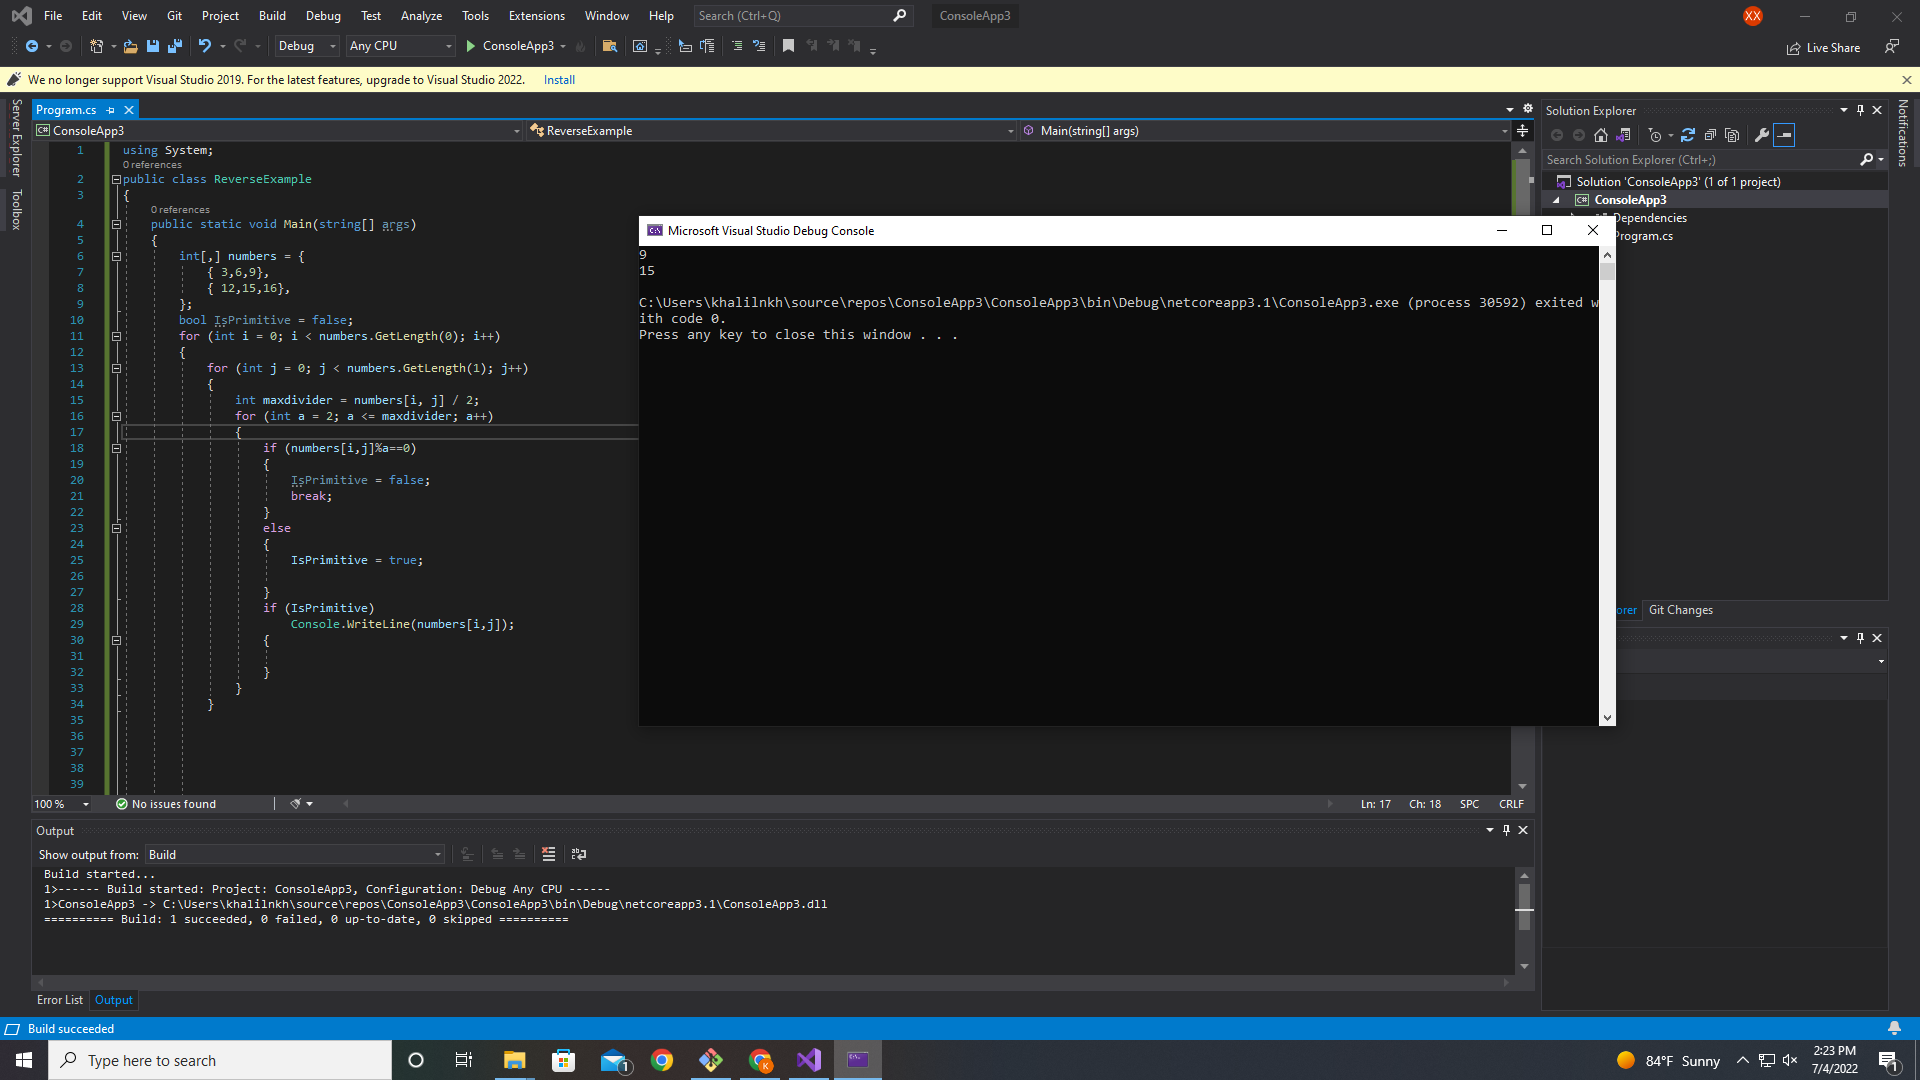 File Edit View Git Project Build Debug Test Analyze Tools Extensions Window Help Search (Ctrl+Q) ConsoleApp3 XX
Debug Any CPU ConsoleApp3 Live Share
We no longer support Visual Studio 2019. For the latest features, upgrade to Visual Studio 2022. Install
Server Explorer
Toolbox
Program.cs
ConsoleApp3 ReverseExample Main(string[] args)
1 using System;
0 references
2 public class ReverseExample
3 {
0 references
4 public static void Main(string[] args)
5 {
6 int[,] numbers = {
7 { 3,6,9},
8 { 12,15,16},
9 };
10 bool IsPrimitive = false;
11 for (int i = 0; i < numbers.GetLength(0); i++)
12 {
13 for (int j = 0; j < numbers.GetLength(1); j++)
14 {
15 int maxdivider = numbers[i, j] / 2;
16 for (int a = 2; a <= maxdivider; a++)
17 {
18 if (numbers[i,j]%a==0)
19 {
20 IsPrimitive = false;
21 break;
22 }
23 else
24 {
25 IsPrimitive = true;
26
27 }
28 if (IsPrimitive)
29 Console.WriteLine(numbers[i,j]);
30 {
31
32 }
33 }
34 }
35
36
37
38
39
100 % No issues found Ln: 17 Ch: 18 SPC CRLF
Microsoft Visual Studio Debug Console
9
15
C:\Users\khalilnkh\source\repos\ConsoleApp3\ConsoleApp3\bin\Debug\netcoreapp3.1\ConsoleApp3.exe (process 30592) exited w
ith code 0.
Press any key to close this window . . .
Solution Explorer
Search Solution Explorer (Ctrl+;)
Solution 'ConsoleApp3' (1 of 1 project)
ConsoleApp3
Dependencies
Program.cs
Git Changes
Notifications
Output
Show output from: Build
Build started...
1>------ Build started: Project: ConsoleApp3, Configuration: Debug Any CPU ------
1>ConsoleApp3 -> C:\Users\khalilnkh\source\repos\ConsoleApp3\ConsoleApp3\bin\Debug\netcoreapp3.1\ConsoleApp3.dll
========== Build: 1 succeeded, 0 failed, 0 up-to-date, 0 skipped ==========
Error List Output
Build succeeded
Type here to search 1 K 84°F Sunny 2:23 PM
7/4/2022 1